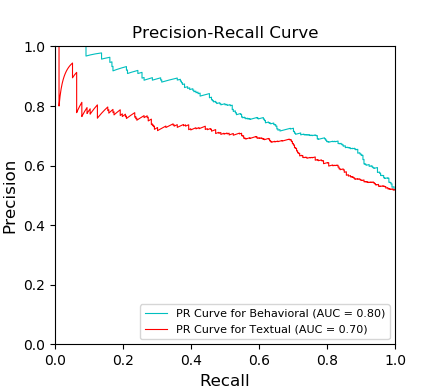 Precision-Recall Curve
1.0
0.8
0.6
0.4
0.2
0.0
Precision
PR Curve for Behavioral (AUC = 0.80)
PR Curve for Textual (AUC = 0.70)
0.0 0.2 0.4 0.6 0.8 1.0
Recall